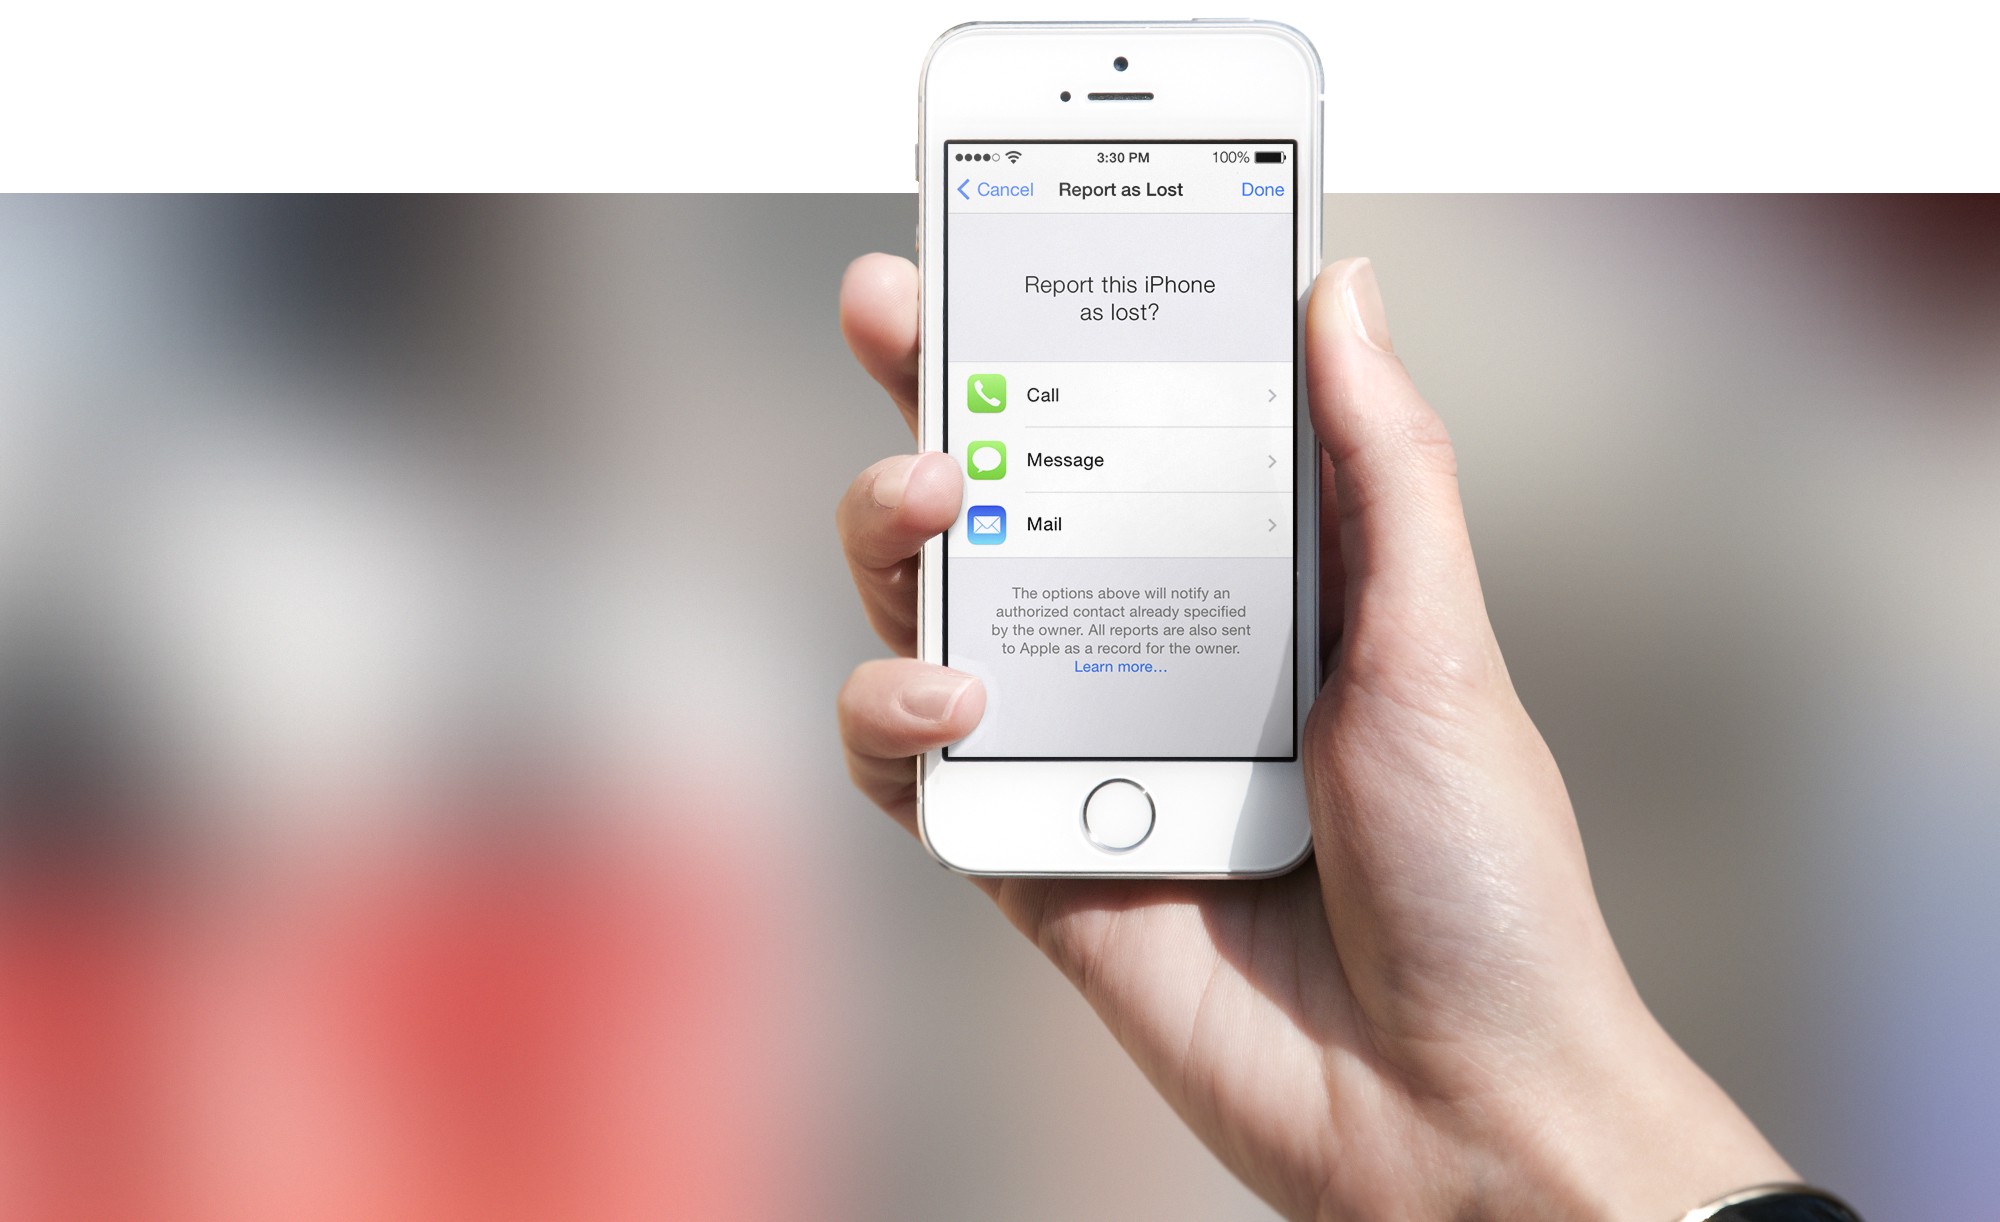 3:30 PM 100%
Cancel Report as Lost Done
Report this iPhone
as lost?
Call
Message
Mail
The options above will notify an
authorized contact already specified
by the owner. All reports are also sent
to Apple as a record for the owner.
Learn more...